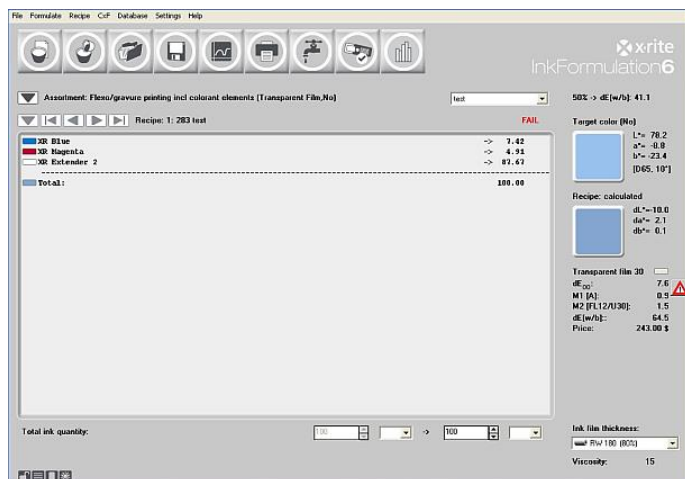 File Formulate Recipe CxF Database Settings Help
x-rite
InkFormulation6
Assortment: Flexo/gravure printing incl colorant elements (Transparent Film,No)
test
50% -> dE(w/b): 41.1
Recipe: 1; 283 test
FAIL
Target color (No)
L*= 78.2
a*= -8.8
b*= -23.4
[D65, 10°]
XR Blue -> 7.42
XR Magenta -> 4.91
XR Extender 2 -> 87.67
Total: 100.00
Recipe: calculated
dL*=-10.0
da*= 2.1
db*= 0.1
Transparent film 30
dE00: 7.6
M1 [A]: 0.9
M2 [FL12/U30]: 1.5
dE(w/b):: 64.5
Price: 243.00 $
Total ink quantity: 100 -> 100
Ink film thickness:
RW 180 (80%)
Viscosity: 15